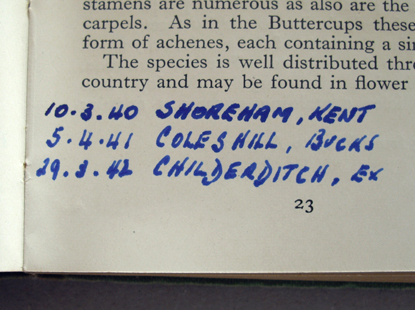 stamens are numerous as also are the
carpels. As in the Buttercups these
form of achenes, each containing a sin
The species is well distributed thr
country and may be found in flower
10.3.40 SHOREHAM, KENT
5.4.41 COLESHILL, BUCKS
29.3.42 CHILDERDITCH, EX
23